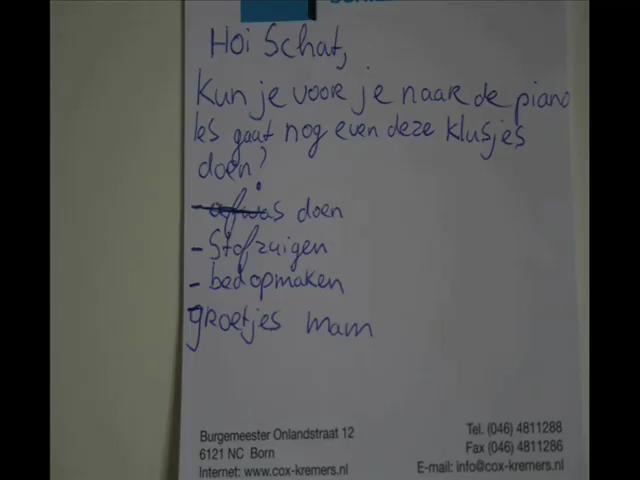 Hoi Schat,
Kun je voor je naar de piano
les gaat nog even deze klusjes
doen?
- afwas doen
- Stofzuigen
- bed opmaken
groetjes mam
Burgemeester Onlandstraat 12
6121 NC Born
Internet: www.cox-kremers.nl
Tel. (046) 4811288
Fax (046) 4811286
E-mail: info@cox-kremers.nl